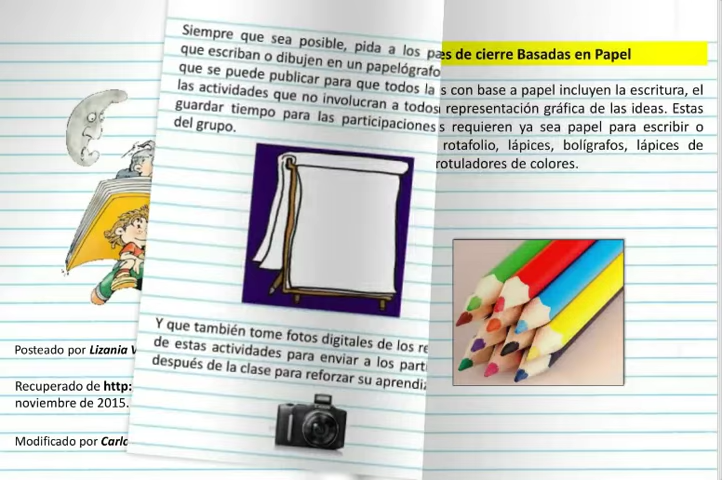 Siempre que sea posible, pida a los
que escriban o dibujen en un papelógrafo
que se puede publicar para que todos la
las actividades que no involucran a todos
guardar tiempo para las participaciones
del grupo.
Y que también tome fotos digitales de los
de estas actividades para enviar a los
después de la clase para reforzar su
de cierre Basadas en Papel
con base a papel incluyen la escritura, el
representación gráfica de las ideas. Estas
requieren ya sea papel para escribir o
rotafolio, lápices, bolígrafos, lápices de
rotuladores de colores.
Posteado por Lizania
Recuperado de http:
noviembre de 2015.
Modificado por